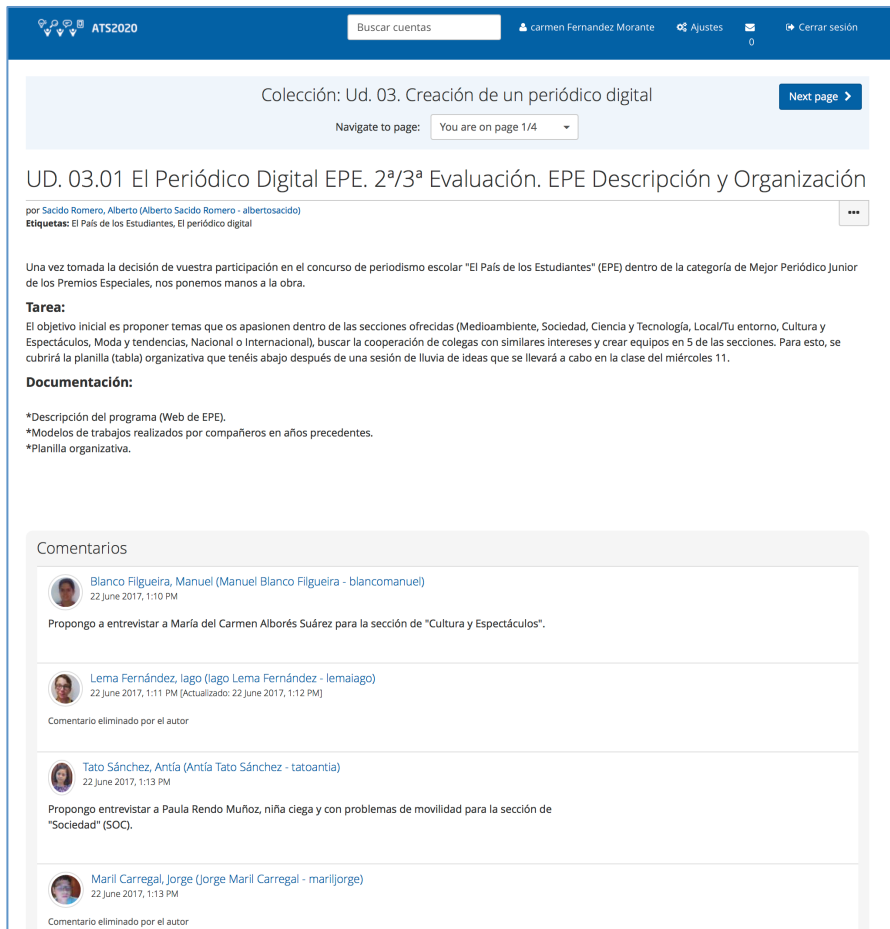 ATS2020
Buscar cuentas
carmen Fernandez Morante
Ajustes
0
Cerrar sesión
Colección: Ud. 03. Creación de un periódico digital
Next page
Navigate to page:
You are on page 1/4
UD. 03.01 El Periódico Digital EPE. 2ª/3ª Evaluación. EPE Descripción y Organización
por Sacido Romero, Alberto (Alberto Sacido Romero - albertosacido)
Etiquetas: El País de los Estudiantes, El periódico digital
Una vez tomada la decisión de vuestra participación en el concurso de periodismo escolar "El País de los Estudiantes" (EPE) dentro de la categoría de Mejor Periódico Junior
de los Premios Especiales, nos ponemos manos a la obra.
Tarea:
El objetivo inicial es proponer temas que os apasionen dentro de las secciones ofrecidas (Medioambiente, Sociedad, Ciencia y Tecnología, Local/Tu entorno, Cultura y
Espectáculos, Moda y tendencias, Nacional o Internacional), buscar la cooperación de colegas con similares intereses y crear equipos en 5 de las secciones. Para esto, se
cubrirá la planilla (tabla) organizativa que tenéis abajo después de una sesión de lluvia de ideas que se llevará a cabo en la clase del miércoles 11.
Documentación:
*Descripción del programa (Web de EPE).
*Modelos de trabajos realizados por compañeros en años precedentes.
*Planilla organizativa.
Comentarios
Blanco Filgueira, Manuel (Manuel Blanco Filgueira - blancomanuel)
22 June 2017, 1:10 PM
Propongo a entrevistar a María del Carmen Alborés Suárez para la sección de "Cultura y Espectáculos".
Lema Fernández, Iago (Iago Lema Fernández - lemaiago)
22 June 2017, 1:11 PM [Actualizado: 22 June 2017, 1:12 PM]
Comentario eliminado por el autor
Tato Sánchez, Antía (Antía Tato Sánchez - tatoantia)
22 June 2017, 1:13 PM
Propongo entrevistar a Paula Rendo Muñoz, niña ciega y con problemas de movilidad para la sección de
"Sociedad" (SOC).
Maril Carregal, Jorge (Jorge Maril Carregal - mariljorge)
22 June 2017, 1:13 PM
Comentario eliminado por el autor